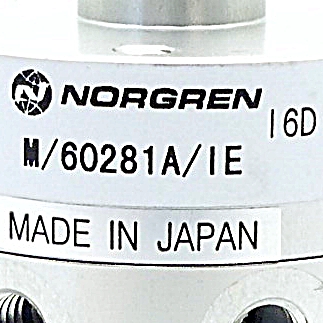 NORGREN
I6D
M/60281A/IE
MADE IN JAPAN